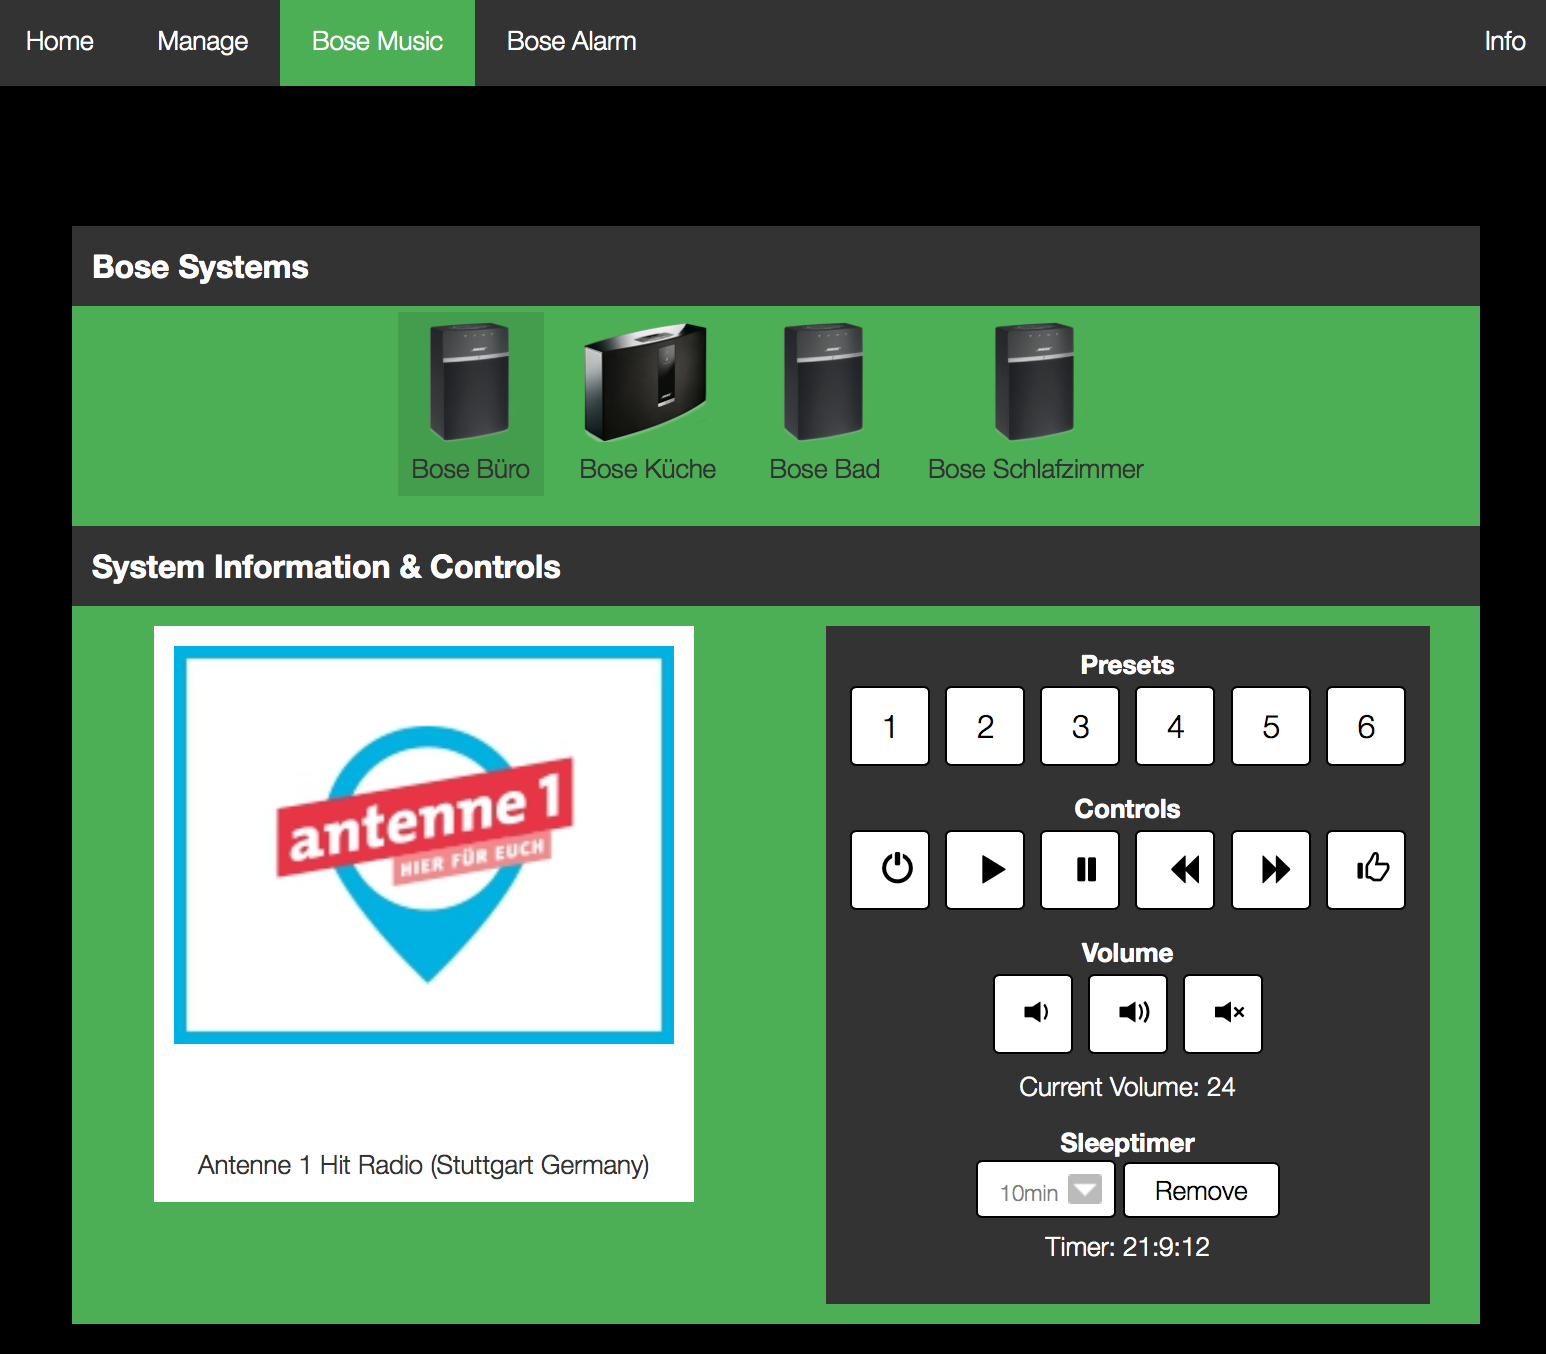 Home Manage Bose Music Bose Alarm Info
Bose Systems
Bose Büro Bose Küche Bose Bad Bose Schlafzimmer
System Information & Controls
antenne 1
HIER FÜR EUCH
Antenne 1 Hit Radio (Stuttgart Germany)
Presets
1 2 3 4 5 6
Controls
Volume
Current Volume: 24
Sleeptimer
10min Remove
Timer: 21:9:12